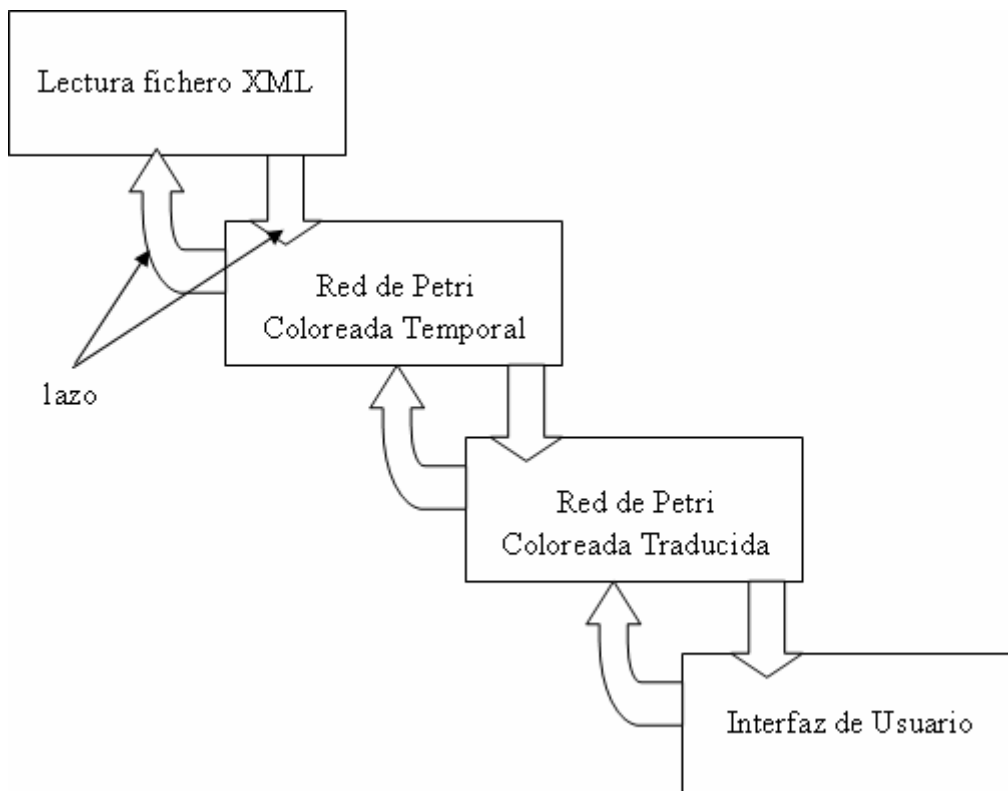 Lectura fichero XML
Red de Petri
Coloreada Temporal
lazo
Red de Petri
Coloreada Traducida
Interfaz de Usuario